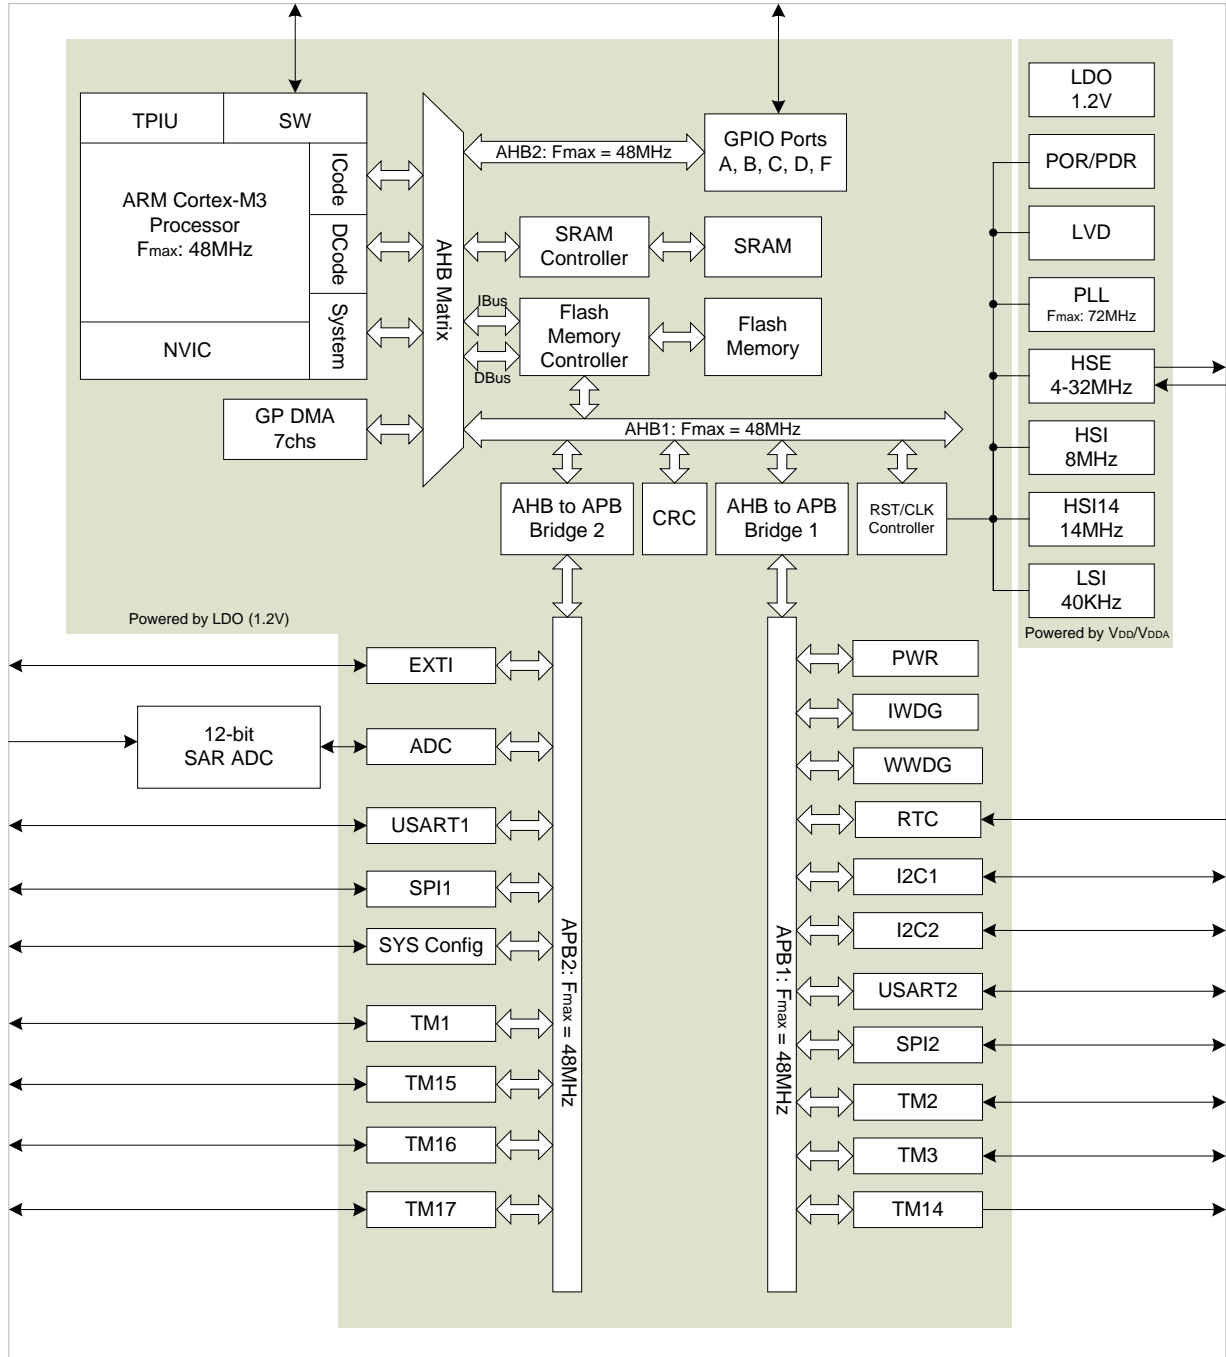 TPIU
SW
ARM Cortex-M3
Processor
Fmax: 48MHz
ICode
DCode
System
NVIC
GP DMA
7chs
AHB Matrix
AHB2: Fmax = 48MHz
GPIO Ports
A, B, C, D, F
SRAM
Controller
SRAM
IBus
DBus
Flash
Memory
Controller
Flash
Memory
AHB1: Fmax = 48MHz
AHB to APB
Bridge 2
CRC
AHB to APB
Bridge 1
RST/CLK
Controller
LDO
1.2V
POR/PDR
LVD
PLL
Fmax: 72MHz
HSE
4-32MHz
HSI
8MHz
HSI14
14MHz
LSI
40KHz
Powered by LDO (1.2V)
Powered by VDD/VDDA
EXTI
12-bit
SAR ADC
ADC
USART1
SPI1
SYS Config
TM1
TM15
TM16
TM17
APB2: Fmax = 48MHz
APB1: Fmax = 48MHz
PWR
IWDG
WWDG
RTC
I2C1
I2C2
USART2
SPI2
TM2
TM3
TM14